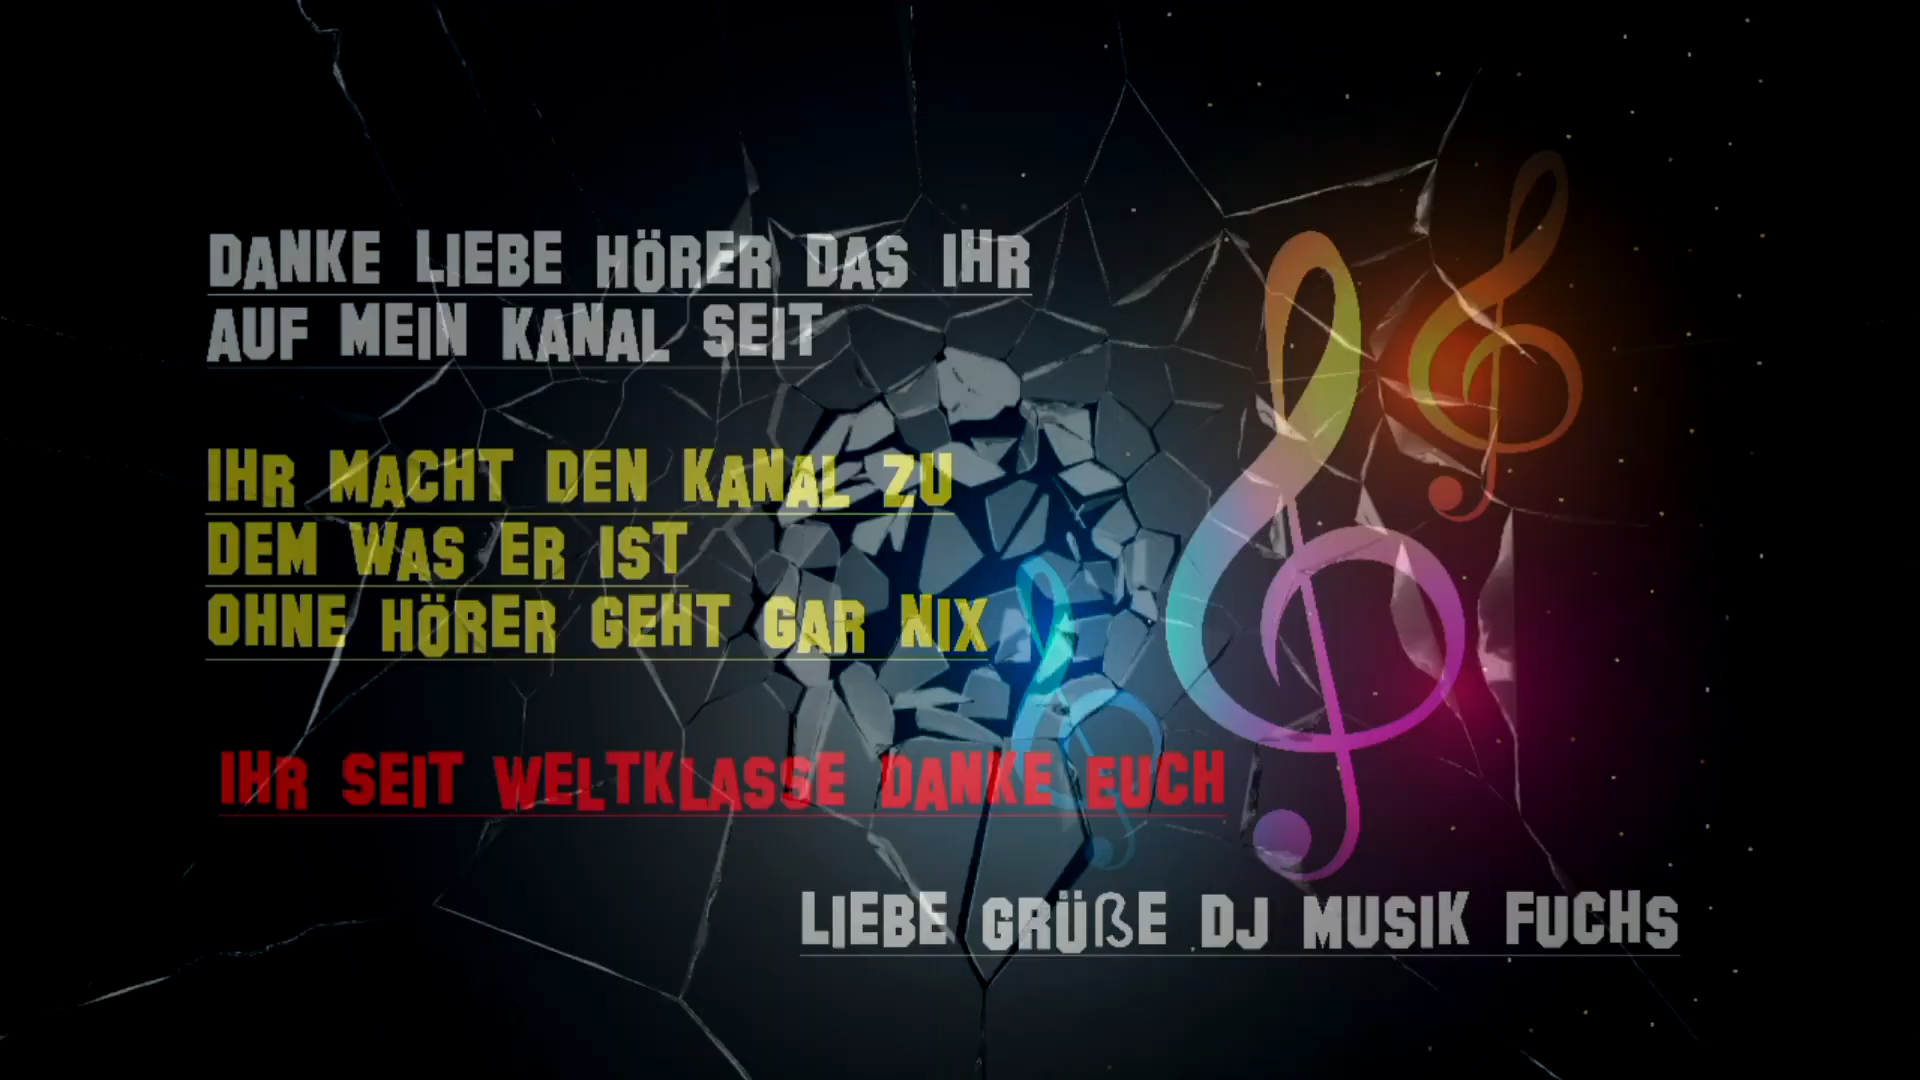 DANKE LIEBE HÖRER DAS IHR
AUF MEIN KANAL SEIT
IHR MACHT DEN KANAL ZU
DEM WAS ER IST
OHNE HÖRER GEHT GAR NIX
IHR SEIT WELTKLASSE DANKE EUCH
LIEBE GRÜßE DJ MUSIK FUCHS